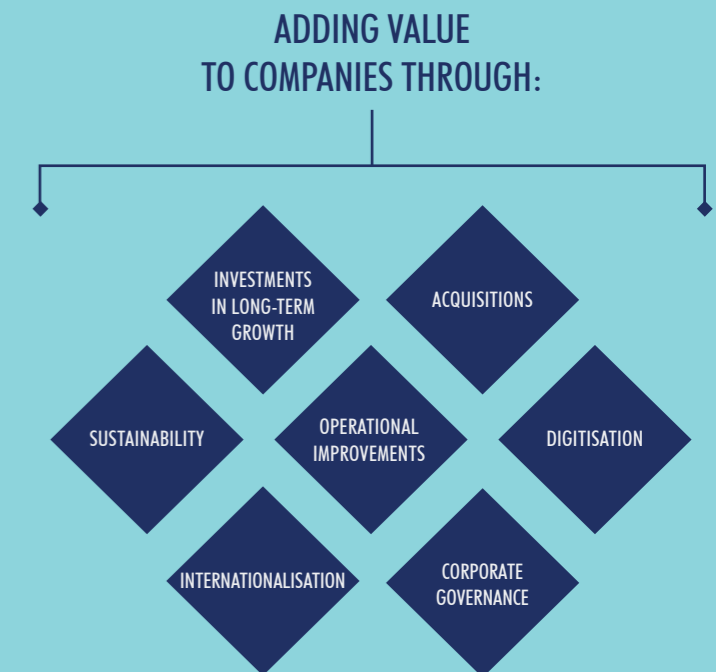 ADDING VALUE
TO COMPANIES THROUGH:
INVESTMENTS
IN LONG-TERM
GROWTH
ACQUISITIONS
SUSTAINABILITY
OPERATIONAL
IMPROVEMENTS
DIGITISATION
INTERNATIONALISATION
CORPORATE
GOVERNANCE